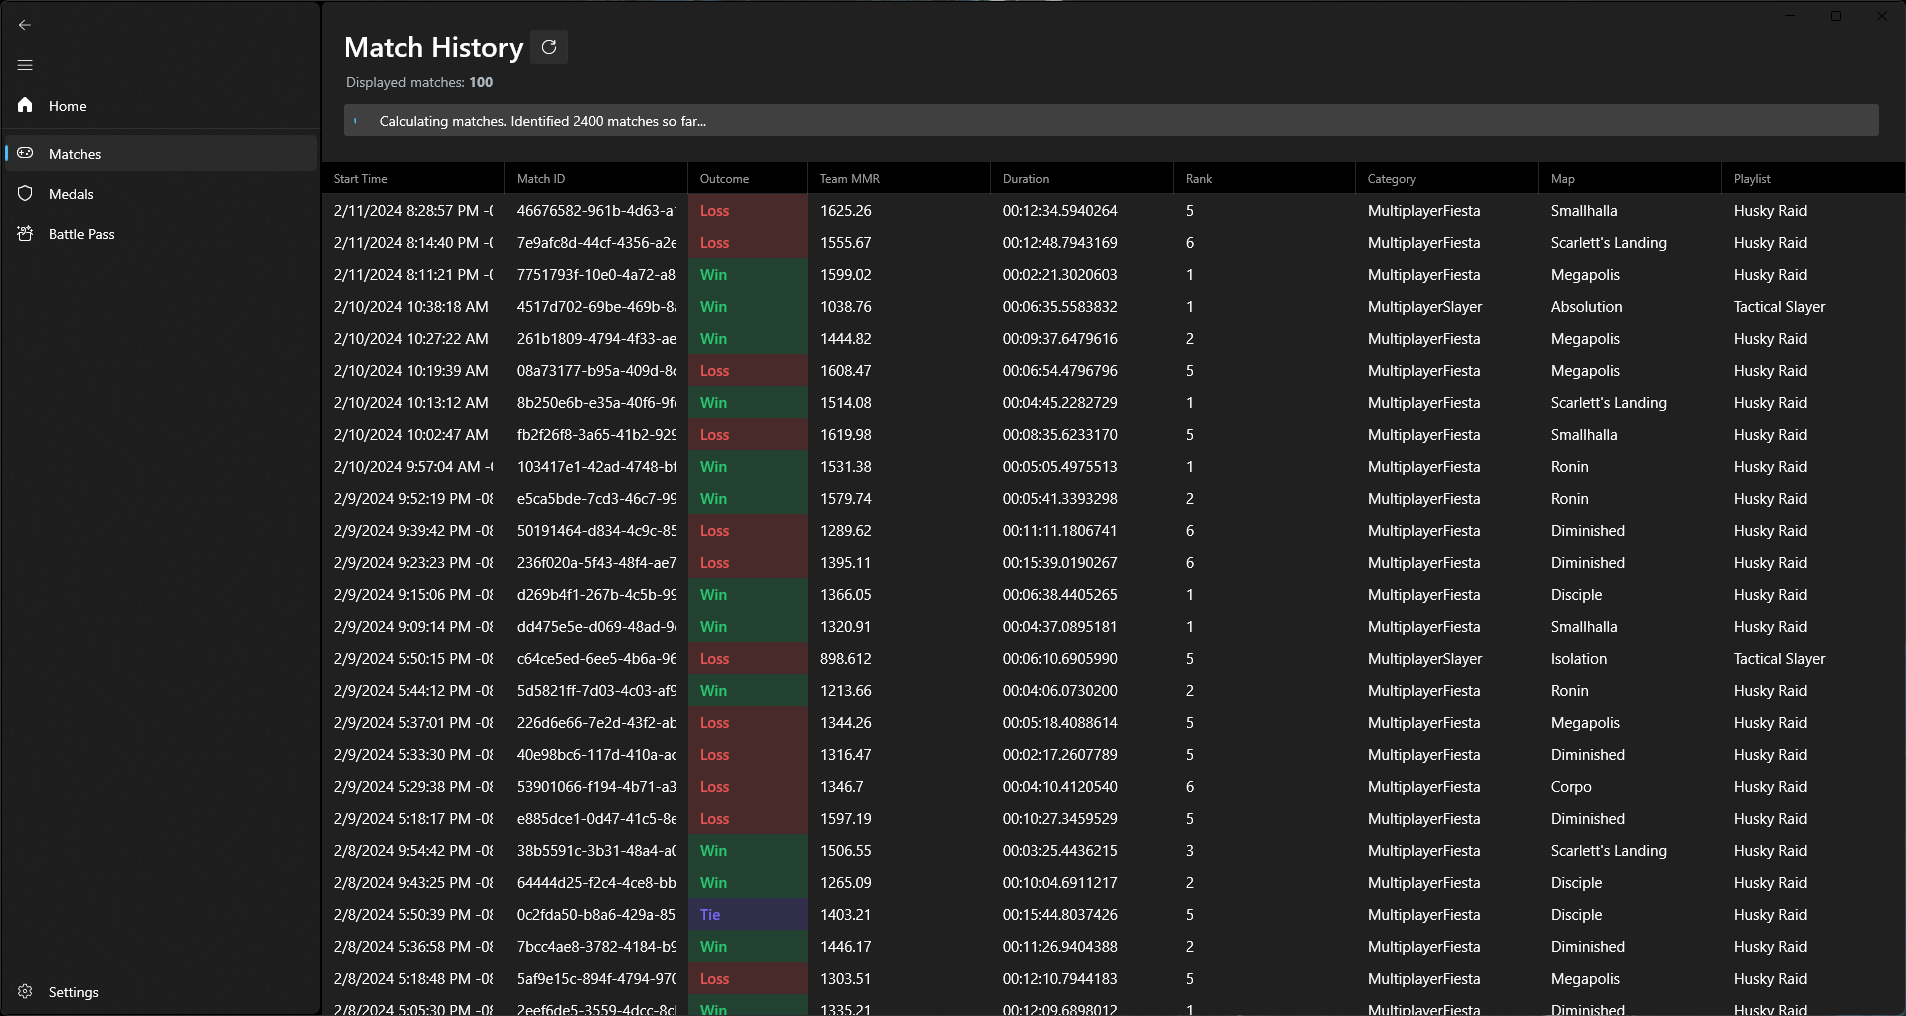 Match History
Displayed matches: 100
Calculating matches. Identified 2400 matches so far...
Home
Matches
Medals
Battle Pass
Settings
Start Time Match ID Outcome Team MMR Duration Rank Category Map Playlist
2/11/2024 8:28:57 PM 46676582-961b-4d63-a Loss 1625.26 00:12:34.5940264 5 MultiplayerFiesta Smallhalla Husky Raid
2/11/2024 8:14:40 PM 7e9afc8d-44cf-4356-a2e Loss 1555.67 00:12:48.7943169 6 MultiplayerFiesta Scarlett's Landing Husky Raid
2/11/2024 8:11:21 PM 7751793f-10e0-4a72-a8 Win 1599.02 00:02:21.3020603 1 MultiplayerFiesta Megapolis Husky Raid
2/10/2024 10:38:18 AM 4517d702-69be-469b-8 Win 1038.76 00:06:35.5583832 1 MultiplayerSlayer Absolution Tactical Slayer
2/10/2024 10:27:22 AM 261b1809-4794-4f33-ae Win 1444.82 00:09:37.6479616 2 MultiplayerFiesta Megapolis Husky Raid
2/10/2024 10:19:39 AM 08a73177-b95a-409d-8 Loss 1608.47 00:06:54.4796796 5 MultiplayerFiesta Megapolis Husky Raid
2/10/2024 10:13:12 AM 8b250e6b-e35a-40f6-9f Win 1514.08 00:04:45.2282729 1 MultiplayerFiesta Scarlett's Landing Husky Raid
2/10/2024 10:02:47 AM fb2f26f8-3a65-41b2-929 Loss 1619.98 00:08:35.6233170 5 MultiplayerFiesta Smallhalla Husky Raid
2/10/2024 9:57:04 AM 103417e1-42ad-4748-bf Win 1531.38 00:05:05.4975513 1 MultiplayerFiesta Ronin Husky Raid
2/9/2024 9:52:19 PM -08 e5ca5bde-7cd3-46c7-99 Win 1579.74 00:05:41.3393298 2 MultiplayerFiesta Ronin Husky Raid
2/9/2024 9:39:42 PM -08 50191464-d834-4c9c-85 Loss 1289.62 00:11:11.1806741 6 MultiplayerFiesta Diminished Husky Raid
2/9/2024 9:23:23 PM -08 236f020a-5f43-48f4-ae7 Loss 1395.11 00:15:39.0190267 6 MultiplayerFiesta Diminished Husky Raid
2/9/2024 9:15:06 PM -08 d269b4f1-267b-4c5b-99 Win 1366.05 00:06:38.4405265 1 MultiplayerFiesta Disciple Husky Raid
2/9/2024 9:09:14 PM -08 dd475e5e-d069-48ad-9 Win 1320.91 00:04:37.0895181 1 MultiplayerFiesta Smallhalla Husky Raid
2/9/2024 5:50:15 PM -08 c64ce5ed-6ee5-4b6a-96 Loss 898.612 00:06:10.6905990 5 MultiplayerSlayer Isolation Tactical Slayer
2/9/2024 5:44:12 PM -08 5d5821ff-7d03-4c03-af9 Win 1213.66 00:04:06.0730200 2 MultiplayerFiesta Ronin Husky Raid
2/9/2024 5:37:01 PM -08 226d6e66-7e2d-43f2-ab Loss 1344.26 00:05:18.4088614 5 MultiplayerFiesta Megapolis Husky Raid
2/9/2024 5:33:30 PM -08 40e98bc6-117d-410a-ac Loss 1316.47 00:02:17.2607789 5 MultiplayerFiesta Diminished Husky Raid
2/9/2024 5:29:38 PM -08 53901066-f194-4b71-a3 Loss 1346.7 00:04:10.4120540 6 MultiplayerFiesta Corpo Husky Raid
2/9/2024 5:18:17 PM -08 e885dce1-0d47-41c5-8e Loss 1597.19 00:10:27.3459529 5 MultiplayerFiesta Diminished Husky Raid
2/8/2024 9:54:42 PM -08 38b5591c-3b31-48a4-a0 Win 1506.55 00:03:25.4436215 3 MultiplayerFiesta Scarlett's Landing Husky Raid
2/8/2024 9:43:25 PM -08 64444d25-f2c4-4ce8-bb Win 1265.09 00:10:04.6911217 2 MultiplayerFiesta Disciple Husky Raid
2/8/2024 5:50:39 PM -08 0c2fda50-b8a6-429a-85 Tie 1403.21 00:15:44.8037426 5 MultiplayerFiesta Disciple Husky Raid
2/8/2024 5:36:58 PM -08 7bcc4ae8-3782-4184-b9 Win 1446.17 00:11:26.9404388 2 MultiplayerFiesta Diminished Husky Raid
2/8/2024 5:18:48 PM -08 5af9e15c-894f-4794-970 Loss 1303.51 00:12:10.7944183 5 MultiplayerFiesta Megapolis Husky Raid
2/8/2024 5:05:30 PM -08 2eef6de5-3559-4dcc-8c Win 1335.21 00:12:09.6898012 1 MultiplayerFiesta Diminished Husky Raid